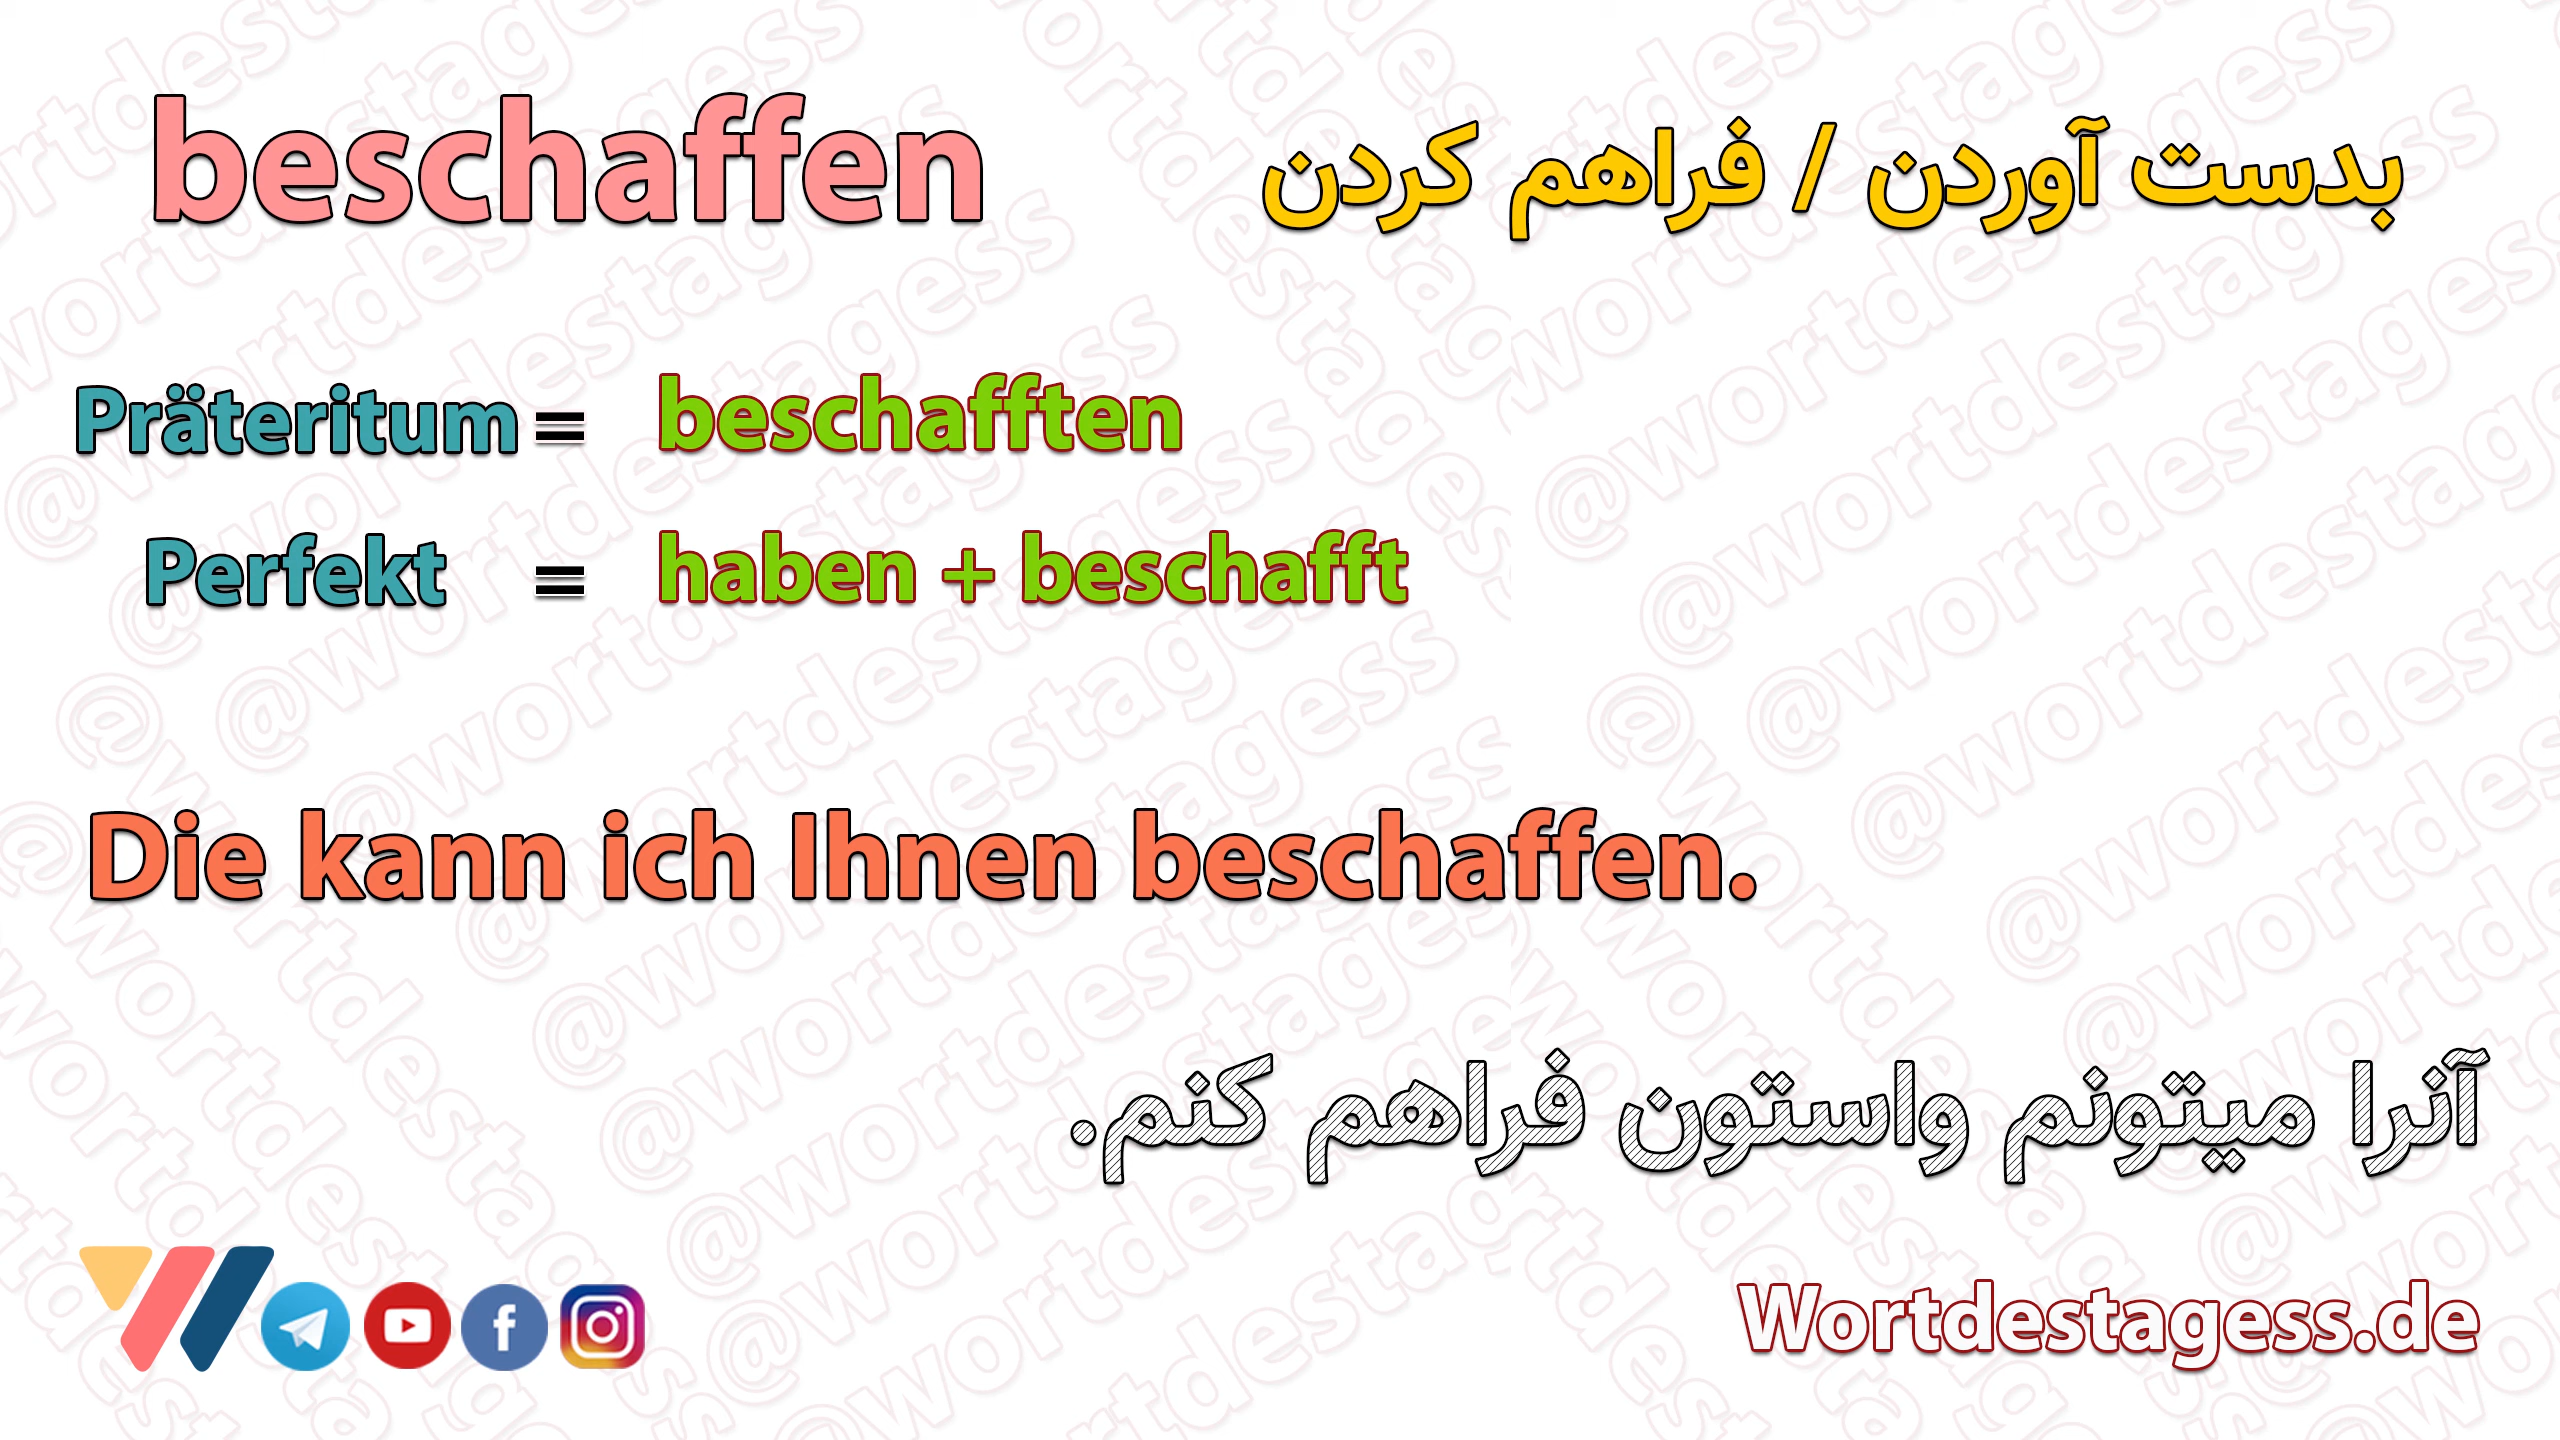 beschaffen
بدست آوردن / فراهم کردن
Präteritum = beschafften
Perfekt = haben + beschafft
Die kann ich Ihnen beschaffen.
آنرا میتونم واستون فراهم کنم.
Wortdestagess.de
@wortdestagess